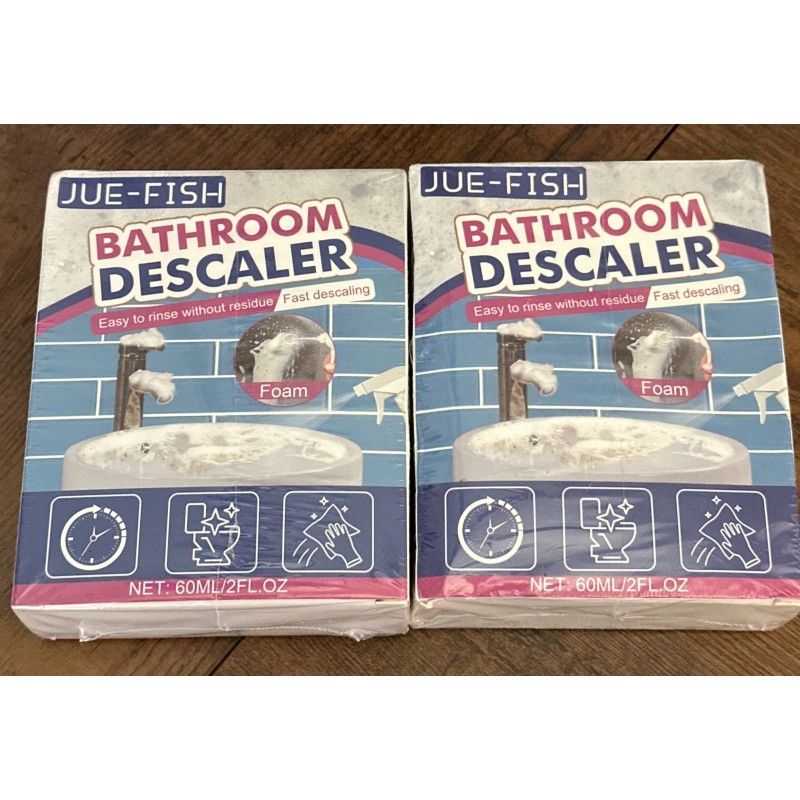 JUE-FISH
BATHROOM
DESCALER
Easy to rinse without residue Fast descaling
Foam
NET: 60ML/2FL.OZ
JUE-FISH
BATHROOM
DESCALER
Easy to rinse without residue Fast descaling
Foam
NET: 60ML/2FL.OZ